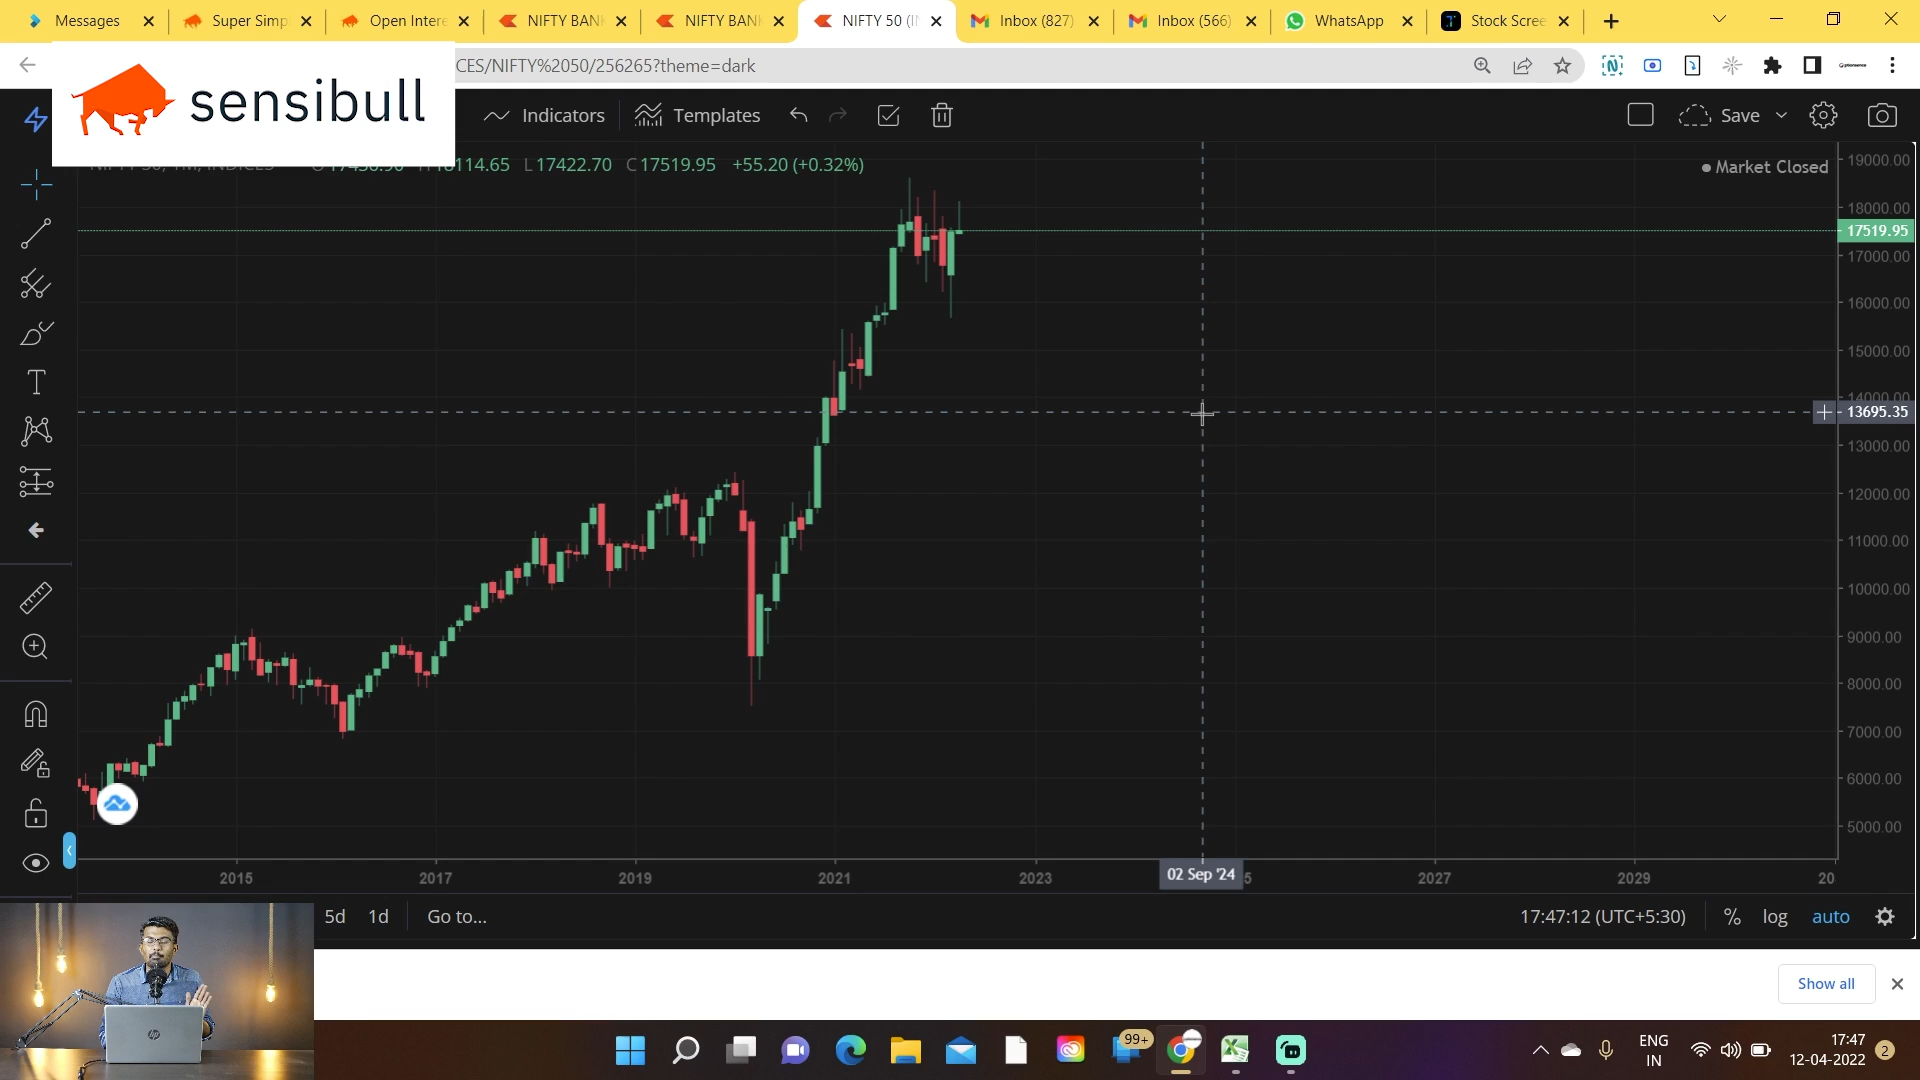 Messages
Super Simp
Open Intere
NIFTY BAN
NIFTY BAN
NIFTY 50 (I
Inbox (827)
Inbox (566)
WhatsApp
Stock Scree
CES/NIFTY%2050/256265?theme=dark
sensibull
Indicators
Templates
Save
114.65 L17422.70 C17519.95 +55.20 (+0.32%)
Market Closed
19000.00
18000.00
17519.95
17000.00
16000.00
15000.00
14000.00
13695.35
13000.00
12000.00
11000.00
10000.00
9000.00
8000.00
7000.00
6000.00
5000.00
2015 2017 2019 2021 2023 02 Sep '24 5 2027 2029 20
5d 1d Go to...
17:47:12 (UTC+5:30) % log auto
Show all
hp
99+
ENG
IN
17:47
12-04-2022
2